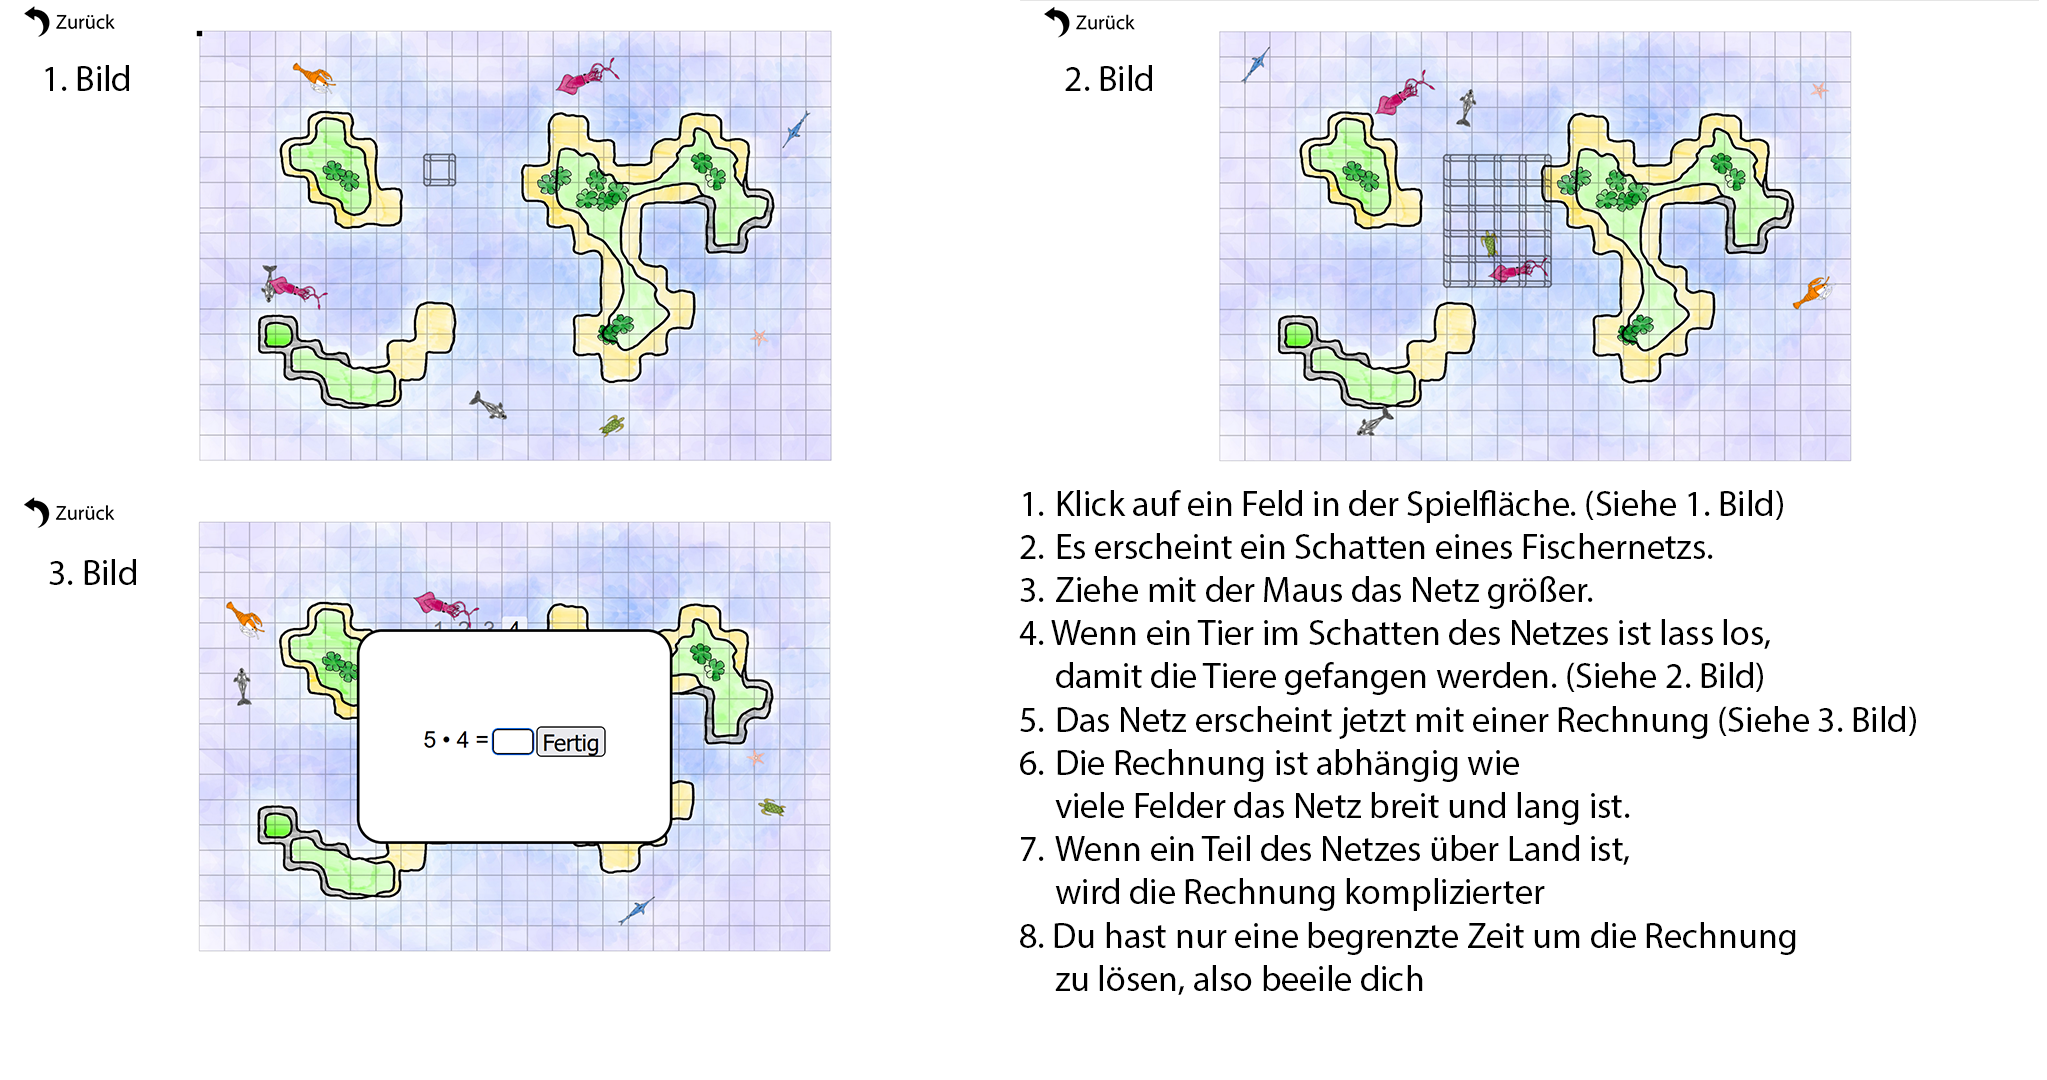 Zurück
1. Bild
Zurück
2. Bild
Zurück
3. Bild
1 2 3 4
5 • 4 =
Fertig
1. Klick auf ein Feld in der Spielfläche. (Siehe 1. Bild)
2. Es erscheint ein Schatten eines Fischernetzs.
3. Ziehe mit der Maus das Netz größer.
4. Wenn ein Tier im Schatten des Netzes ist lass los,
damit die Tiere gefangen werden. (Siehe 2. Bild)
5. Das Netz erscheint jetzt mit einer Rechnung (Siehe 3. Bild)
6. Die Rechnung ist abhängig wie
viele Felder das Netz breit und lang ist.
7. Wenn ein Teil des Netzes über Land ist,
wird die Rechnung komplizierter
8. Du hast nur eine begrenzte Zeit um die Rechnung
zu lösen, also beeile dich